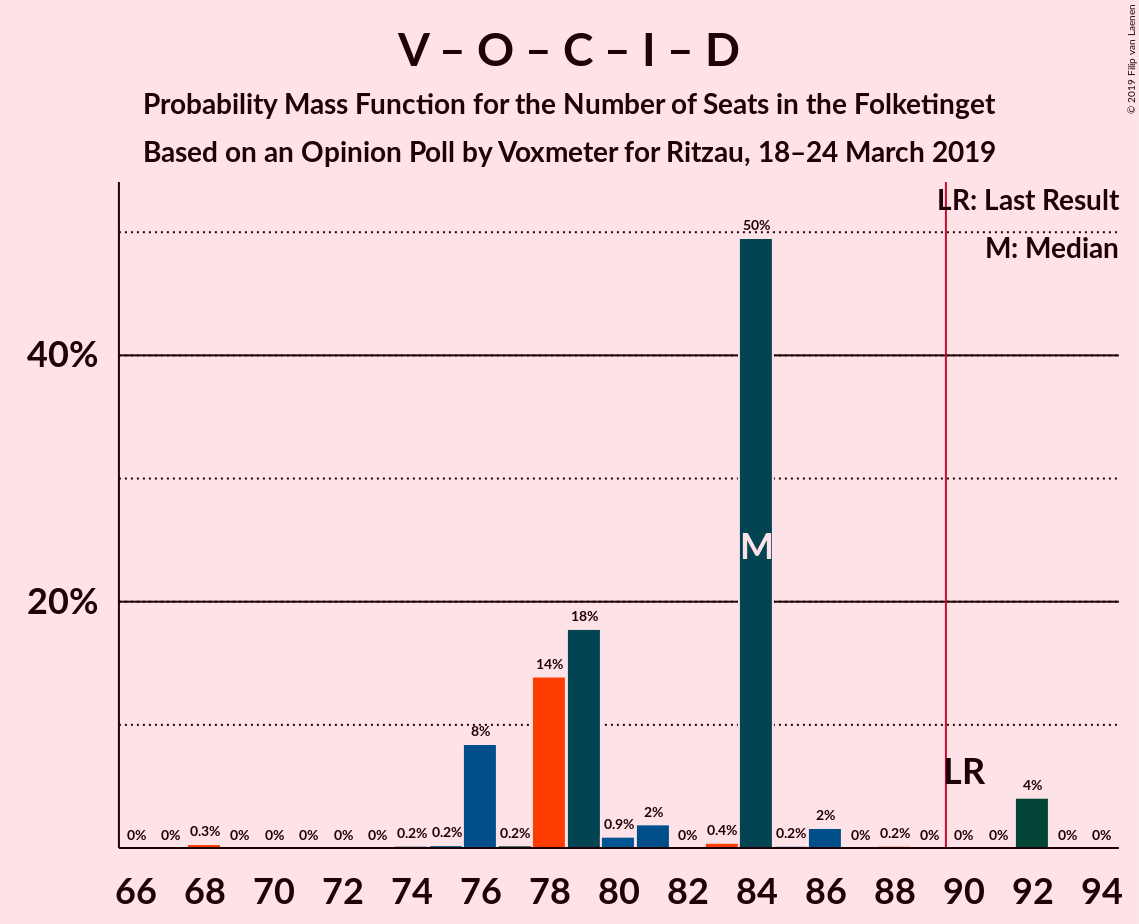 V – O – C – I – D
Probability Mass Function for the Number of Seats in the Folketinget
Based on an Opinion Poll by Voxmeter for Ritzau, 18–24 March 2019
© 2019 Filip van Laenen
LR: Last Result
M: Median
40%
20%
0% 0% 0.3% 0% 0% 0% 0% 0% 0.2% 0.2% 8% 0.2% 14% 18% 0.9% 2% 0% 0.4% 50% 0.2% 2% 0% 0.2% 0% 0% 0% 4% 0% 0%
M
LR
66 68 70 72 74 76 78 80 82 84 86 88 90 92 94